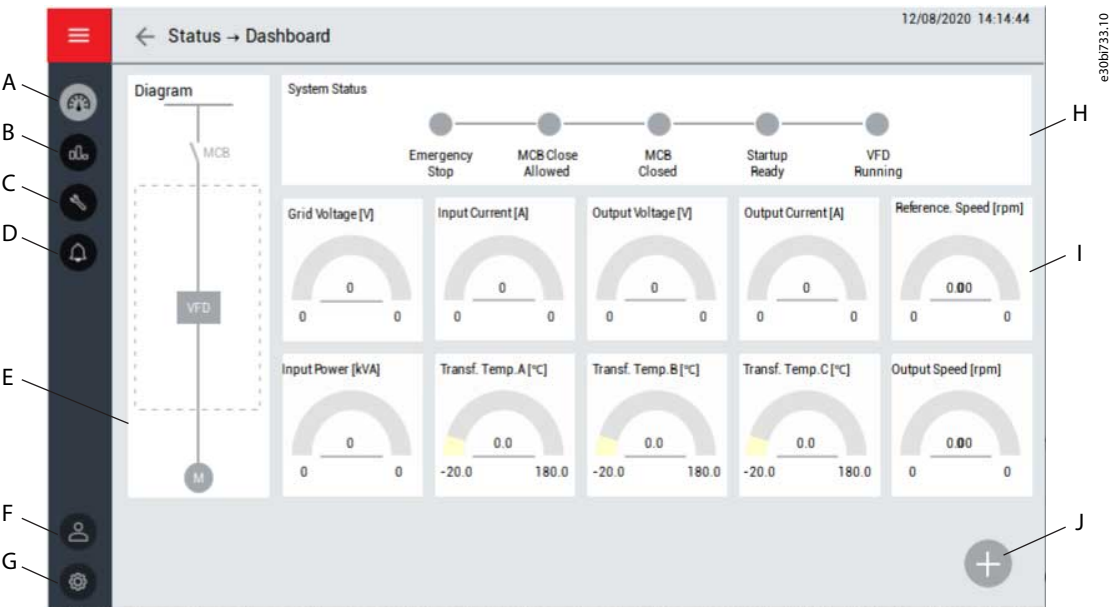 12/08/2020 14:14:44
e30bi733.10
← Status → Dashboard
A
B
C
D
E
F
G
H
I
J
Diagram
MCB
VFD
M
System Status
Emergency Stop
MCB Close Allowed
MCB Closed
Startup Ready
VFD Running
Grid Voltage [V]
0
0 0
Input Current [A]
0
0 0
Output Voltage [V]
0
0 0
Output Current [A]
0
0 0
Reference. Speed [rpm]
0.00
0 0
Input Power [kVA]
0
0 0
Transf. Temp.A [℃]
0.0
-20.0 180.0
Transf. Temp.B [℃]
0.0
-20.0 180.0
Transf. Temp.C [℃]
0.0
-20.0 180.0
Output Speed [rpm]
0.00
0 0